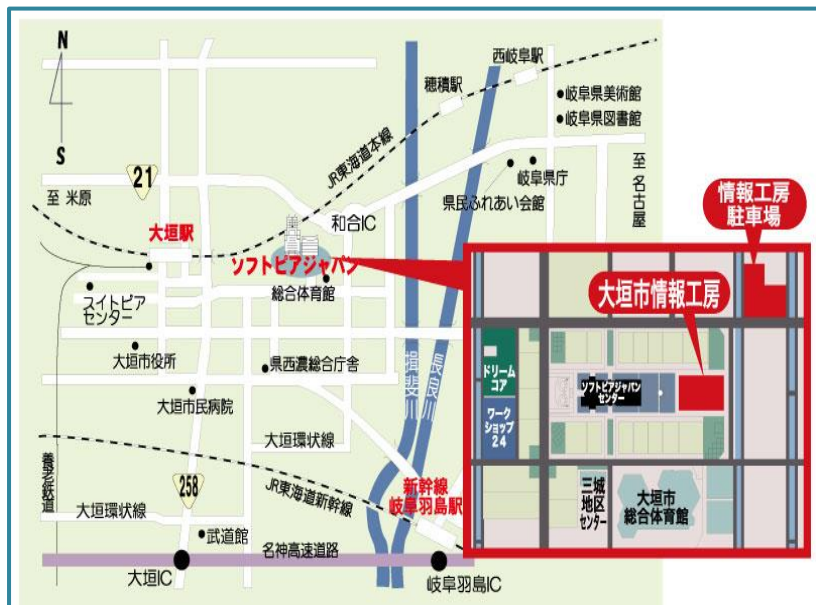 N
S
21
至 米原
大垣駅
JR東海道本線
穂積駅
西岐阜駅
岐阜県美術館
岐阜県図書館
岐阜県庁
県民ふれあい会館
至 名古屋
和合IC
ソフトピアジャパン
総合体育館
スイトピア
センター
大垣市役所
県西濃総合庁舎
大垣市民病院
揖斐川
長良川
大垣環状線
養老鉄道
258
JR東海道新幹線
新幹線
岐阜羽島駅
大垣環状線
武道館
名神高速道路
大垣IC
岐阜羽島IC
情報工房
駐車場
大垣市情報工房
ドリーム
コア
ソフトピアジャパン
センター
ワーク
ショップ
24
三城
地区
センター
大垣市
総合体育館